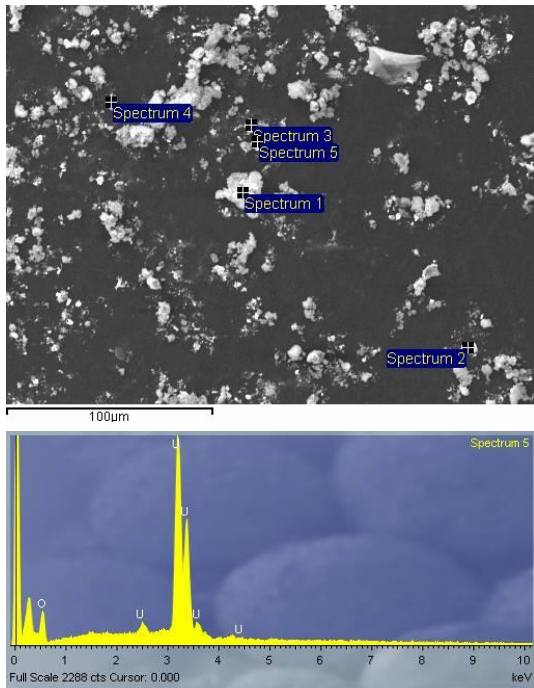 Spectrum 4
Spectrum 3
Spectrum 5
Spectrum 1
Spectrum 2
100µm
Spectrum 5
U
U
O
U
U
U
0 1 2 3 4 5 6 7 8 9 10
Full Scale 2288 cts Cursor: 0.000 keV